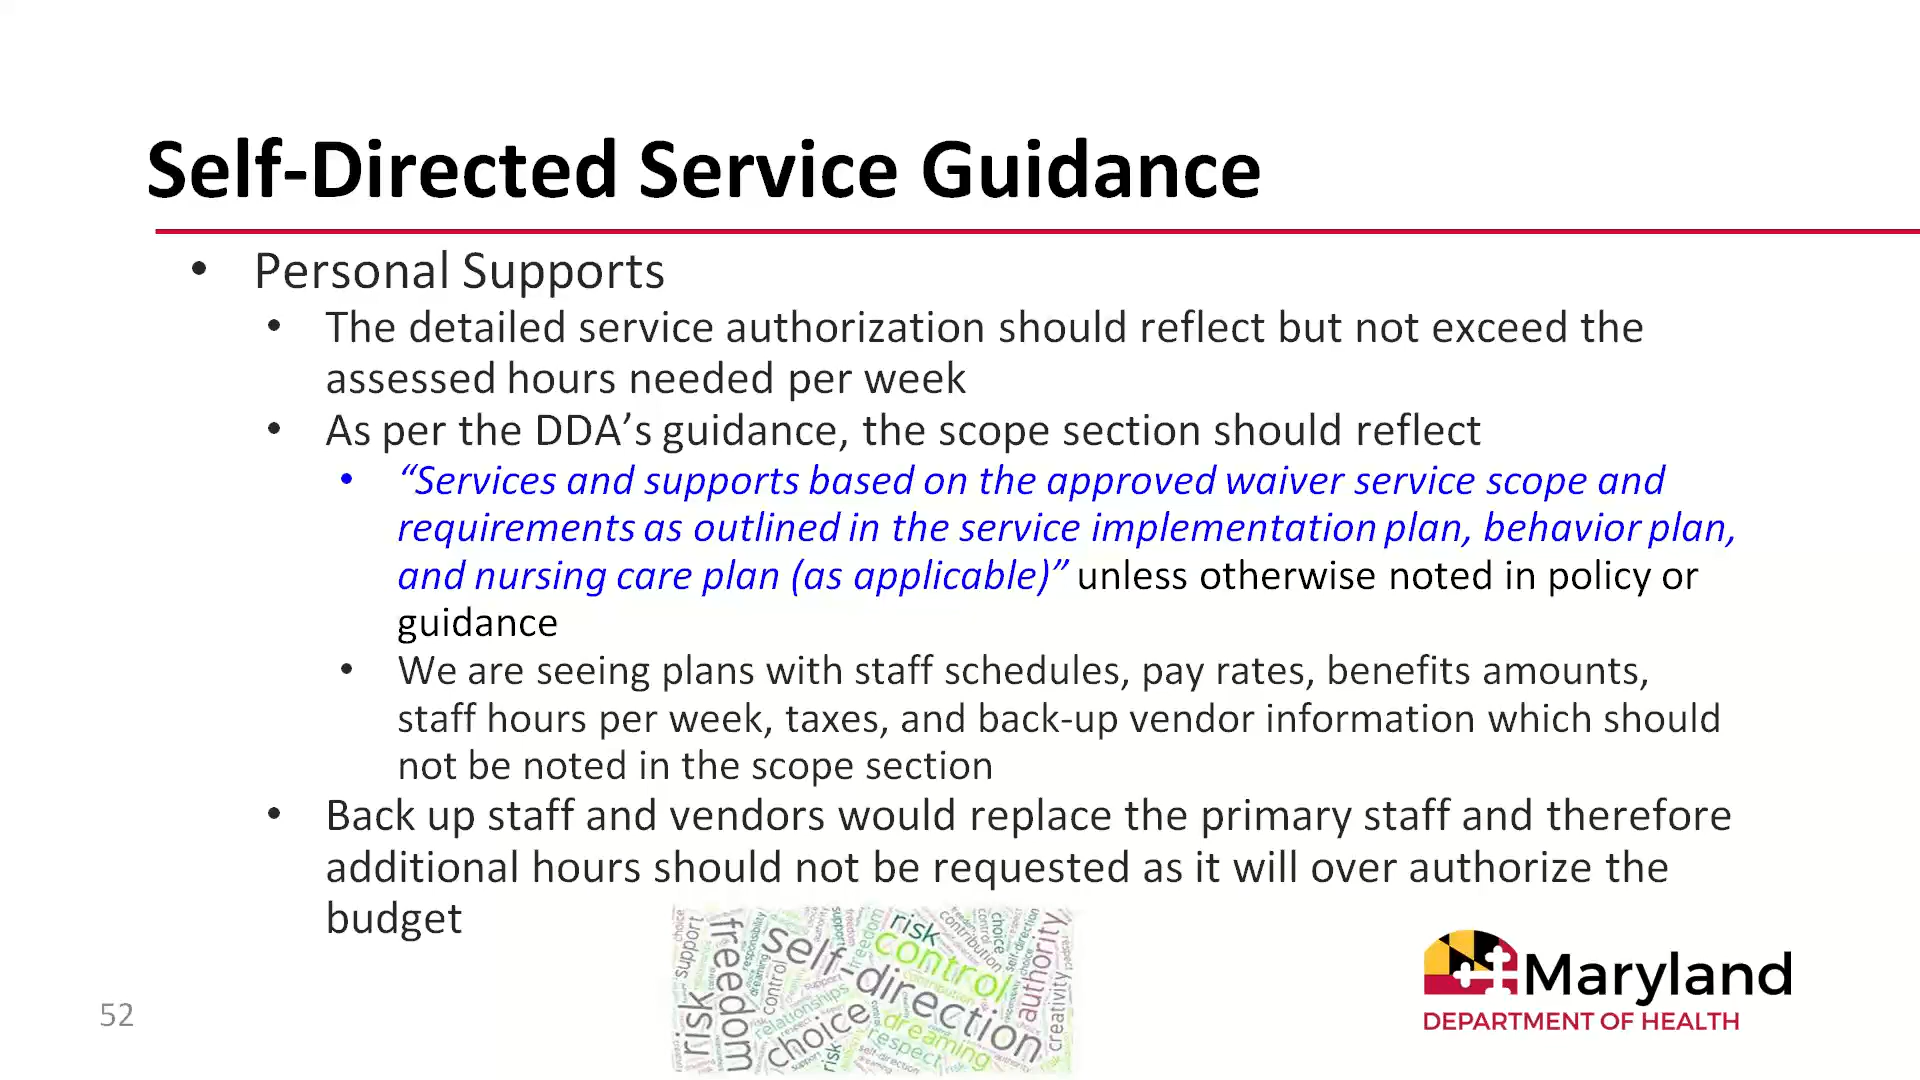 Self-Directed Service Guidance
• Personal Supports
• The detailed service authorization should reflect but not exceed the
assessed hours needed per week
• As per the DDA’s guidance, the scope section should reflect
• “Services and supports based on the approved waiver service scope and
requirements as outlined in the service implementation plan, behavior plan,
and nursing care plan (as applicable)” unless otherwise noted in policy or
guidance
• We are seeing plans with staff schedules, pay rates, benefits amounts,
staff hours per week, taxes, and back-up vendor information which should
not be noted in the scope section
• Back up staff and vendors would replace the primary staff and therefore
additional hours should not be requested as it will over authorize the
budget
risk
support
freedom
self-direction
control
risk
contribution
choice
authority
creativity
control
relationships
choice
risk
dreaming
respect
self-direction
Maryland
DEPARTMENT OF HEALTH
52